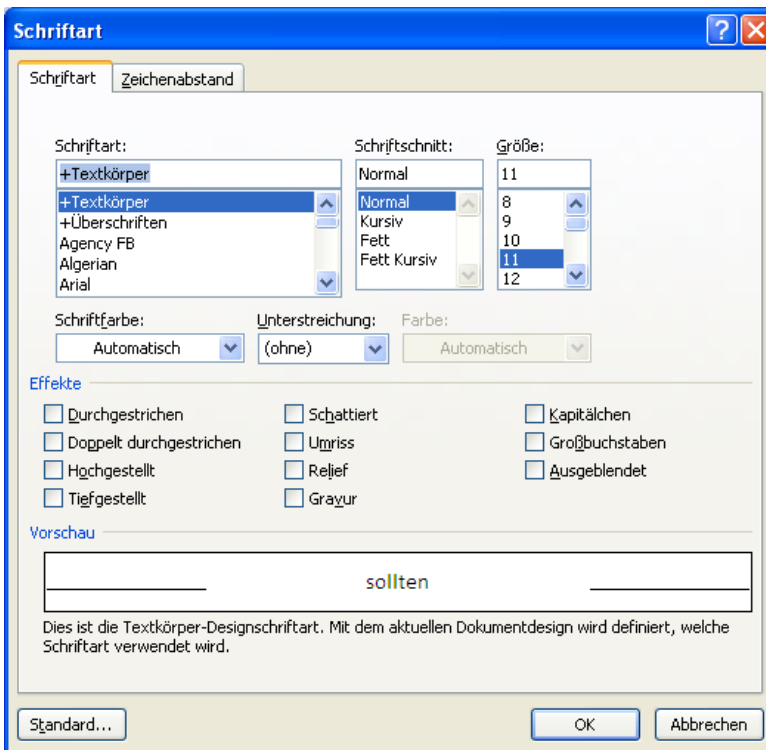 Schriftart
Schriftart Zeichenabstand
Schriftart: Schriftschnitt: Größe:
+Textkörper Normal 11
+Textkörper Normal 8
+Überschriften Kursiv 9
Agency FB Fett 10
Algerian Fett Kursiv 11
Arial 12
Schriftfarbe: Unterstreichung: Farbe:
Automatisch (ohne) Automatisch
Effekte
Durchgestrichen Schattiert Kapitälchen
Doppelt durchgestrichen Umriss Großbuchstaben
Hochgestellt Relief Ausgeblendet
Tiefgestellt Gravur
Vorschau
sollten
Dies ist die Textkörper-Designschriftart. Mit dem aktuellen Dokumentdesign wird definiert, welche
Schriftart verwendet wird.
Standard... OK Abbrechen